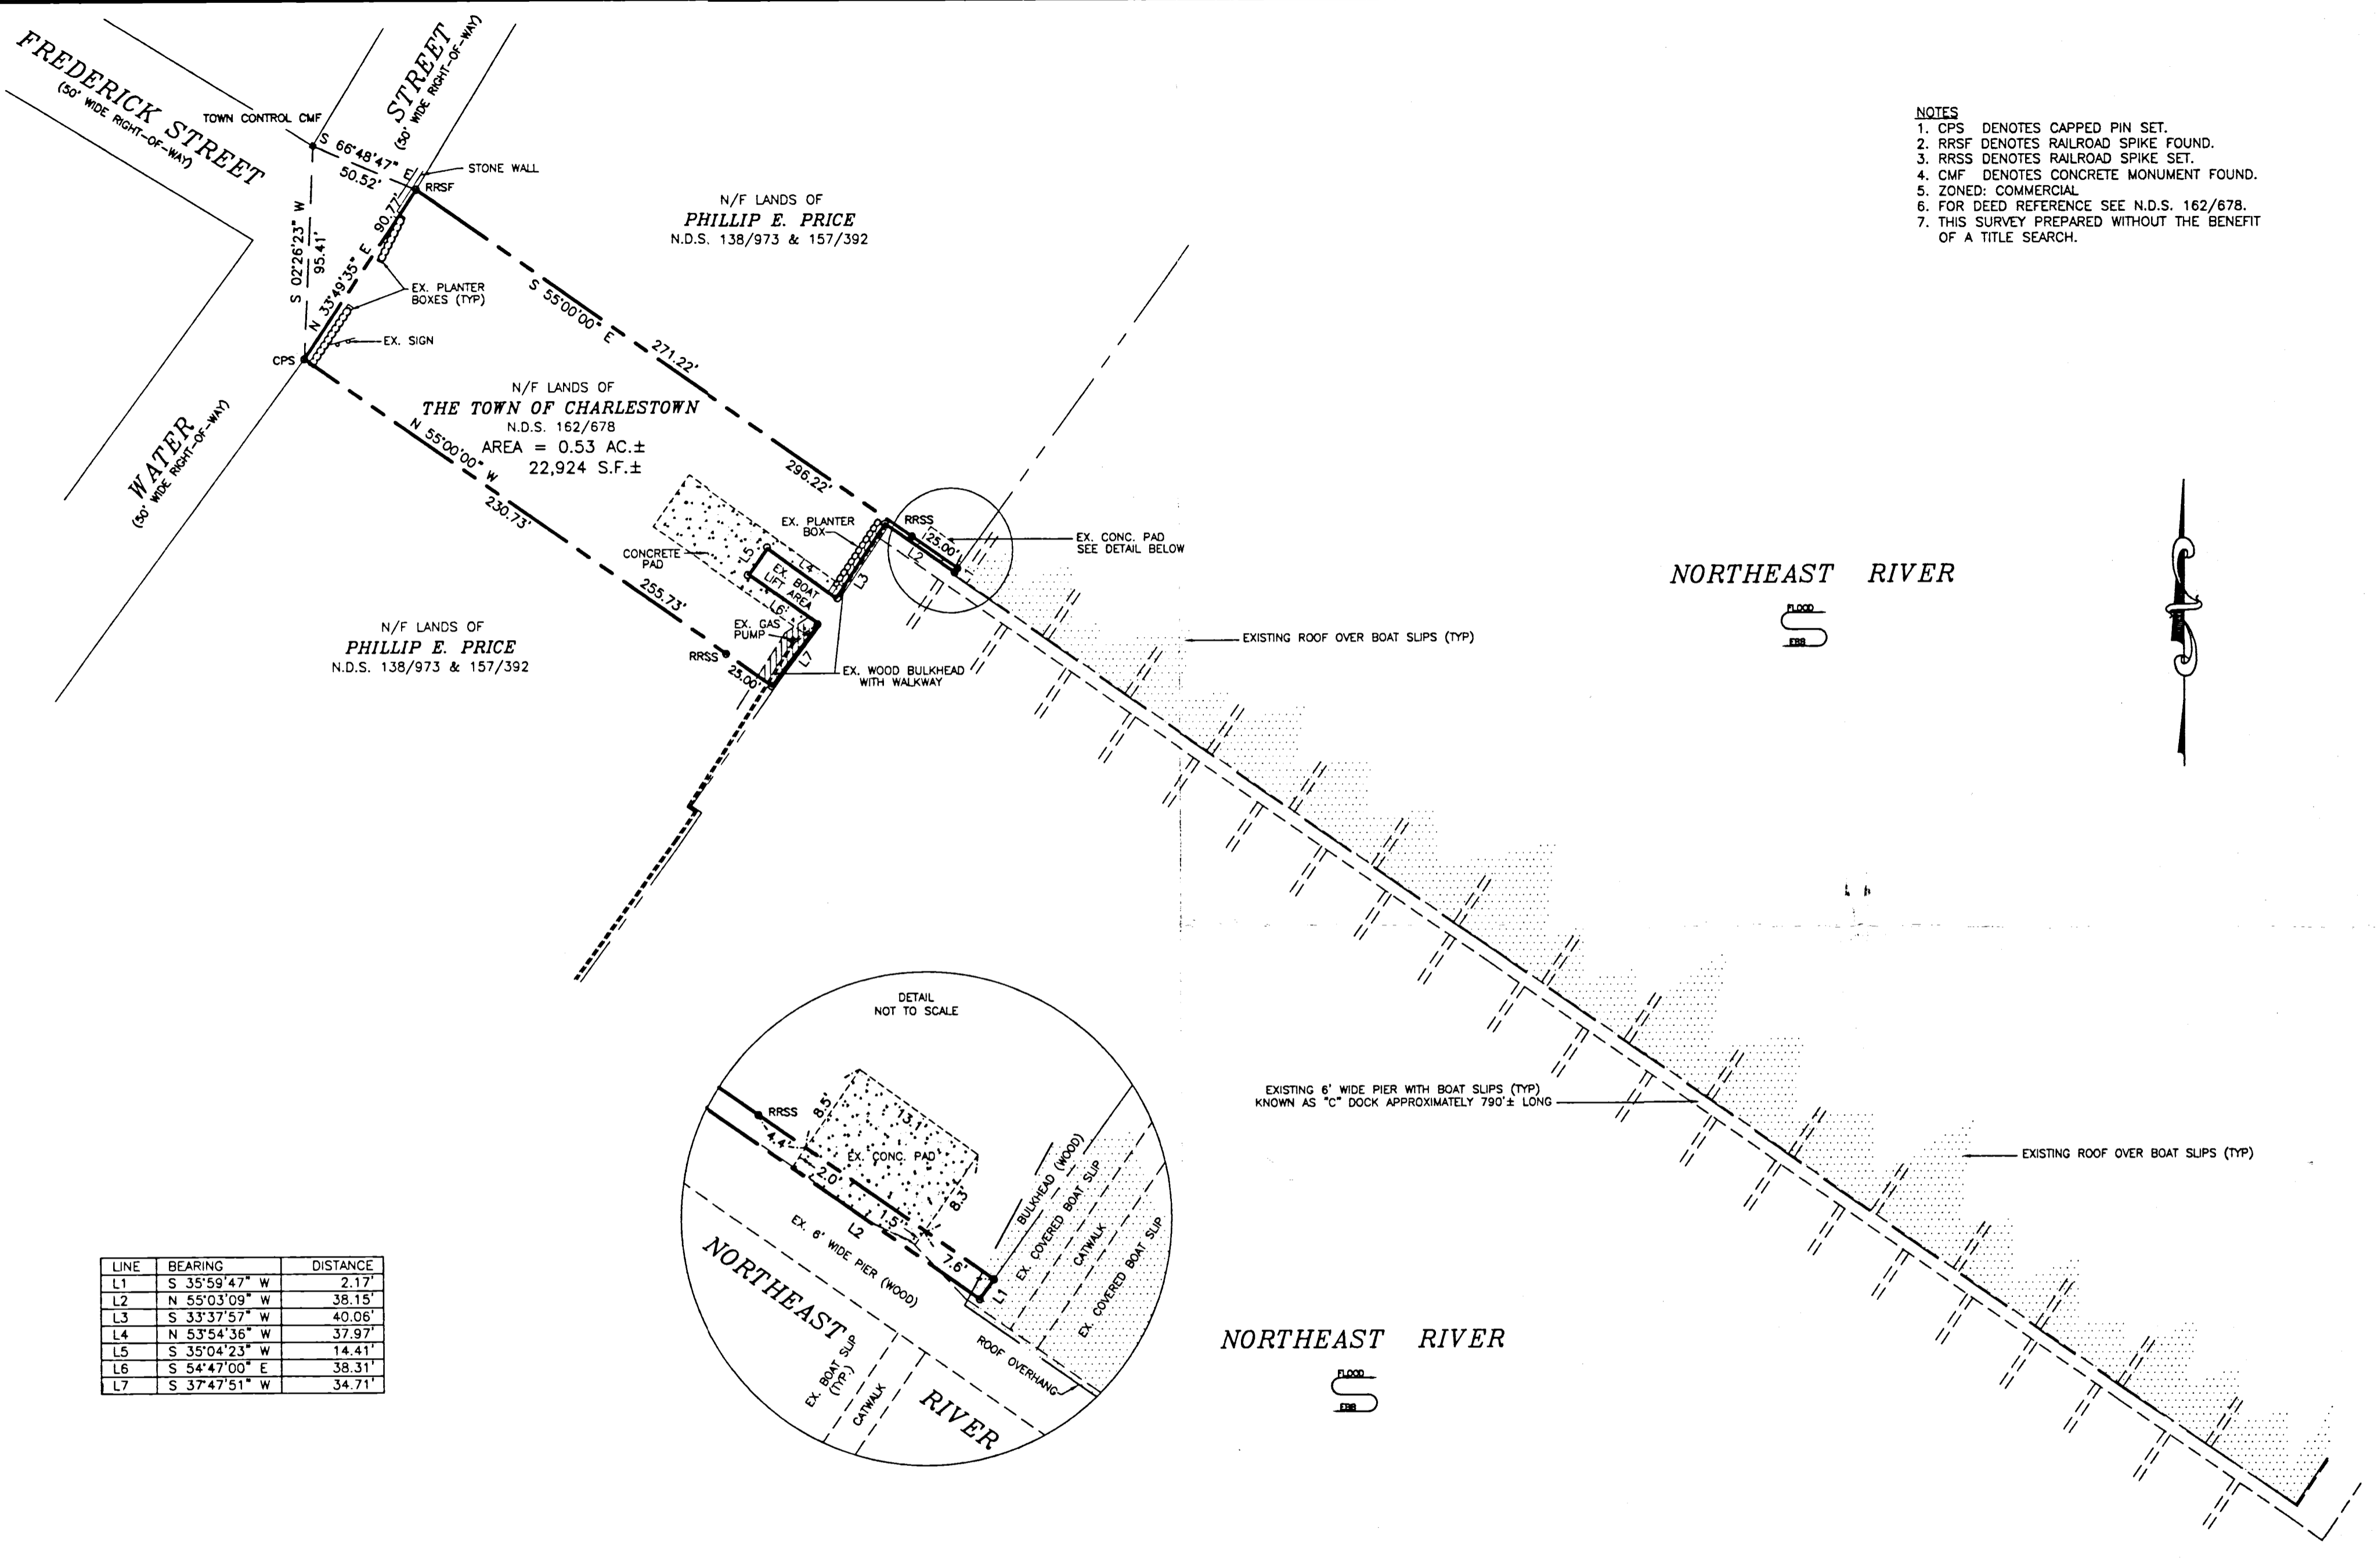 FREDERICK STREET
(50' WIDE RIGHT-OF-WAY)
STREET
(50' WIDE RIGHT-OF-WAY)
TOWN CONTROL CMF
S 66°48'47" E
50.52'
STONE WALL
RRSF
S 02°26'23" W
95.41'
N 33°49'35" E
90.77'
EX. PLANTER
BOXES (TYP)
EX. SIGN
CPS
WATER
(50' WIDE RIGHT-OF-WAY)
N/F LANDS OF
PHILLIP E. PRICE
N.D.S. 138/973 & 157/392
NOTES
1. CPS DENOTES CAPPED PIN SET.
2. RRSF DENOTES RAILROAD SPIKE FOUND.
3. RRSS DENOTES RAILROAD SPIKE SET.
4. CMF DENOTES CONCRETE MONUMENT FOUND.
5. ZONED: COMMERCIAL
6. FOR DEED REFERENCE SEE N.D.S. 162/678.
7. THIS SURVEY PREPARED WITHOUT THE BENEFIT
OF A TITLE SEARCH.
S 55°00'00" E
271.22'
296.22'
N/F LANDS OF
THE TOWN OF CHARLESTOWN
N.D.S. 162/678
AREA = 0.53 AC.±
22,924 S.F.±
N 55°00'00" W
230.73'
255.73'
CONCRETE
PAD
EX. PLANTER
BOX
RRSS
25.00'
L2
L3
L4
L5
EX. BOAT
LIFT AREA
L6
EX. GAS
PUMP
L7
RRSS
25.00'
EX. CONC. PAD
SEE DETAIL BELOW
EX. WOOD BULKHEAD
WITH WALKWAY
N/F LANDS OF
PHILLIP E. PRICE
N.D.S. 138/973 & 157/392
EXISTING ROOF OVER BOAT SLIPS (TYP)
NORTHEAST RIVER
FLOOD
EBB
DETAIL
NOT TO SCALE
RRSS
8.5'
13.1'
4.4'
EX. CONC. PAD
2.0'
1.5'
8.3'
L2
7.6'
L1
EX. 6' WIDE PIER (WOOD)
BULKHEAD (WOOD)
EX. COVERED BOAT SLIP
CATWALK
EX. COVERED BOAT SLIP
ROOF OVERHANG
NORTHEAST
RIVER
EX. BOAT SLIP
(TYP.)
CATWALK
EXISTING 6' WIDE PIER WITH BOAT SLIPS (TYP)
KNOWN AS "C" DOCK APPROXIMATELY 790'± LONG
EXISTING ROOF OVER BOAT SLIPS (TYP)
NORTHEAST RIVER
FLOOD
EBB
LINE BEARING DISTANCE
L1 S 35°59'47" W 2.17'
L2 N 55°03'09" W 38.15'
L3 S 33°37'57" W 40.06'
L4 N 53°54'36" W 37.97'
L5 S 35°04'23" W 14.41'
L6 S 54°47'00" E 38.31'
L7 S 37°47'51" W 34.71'